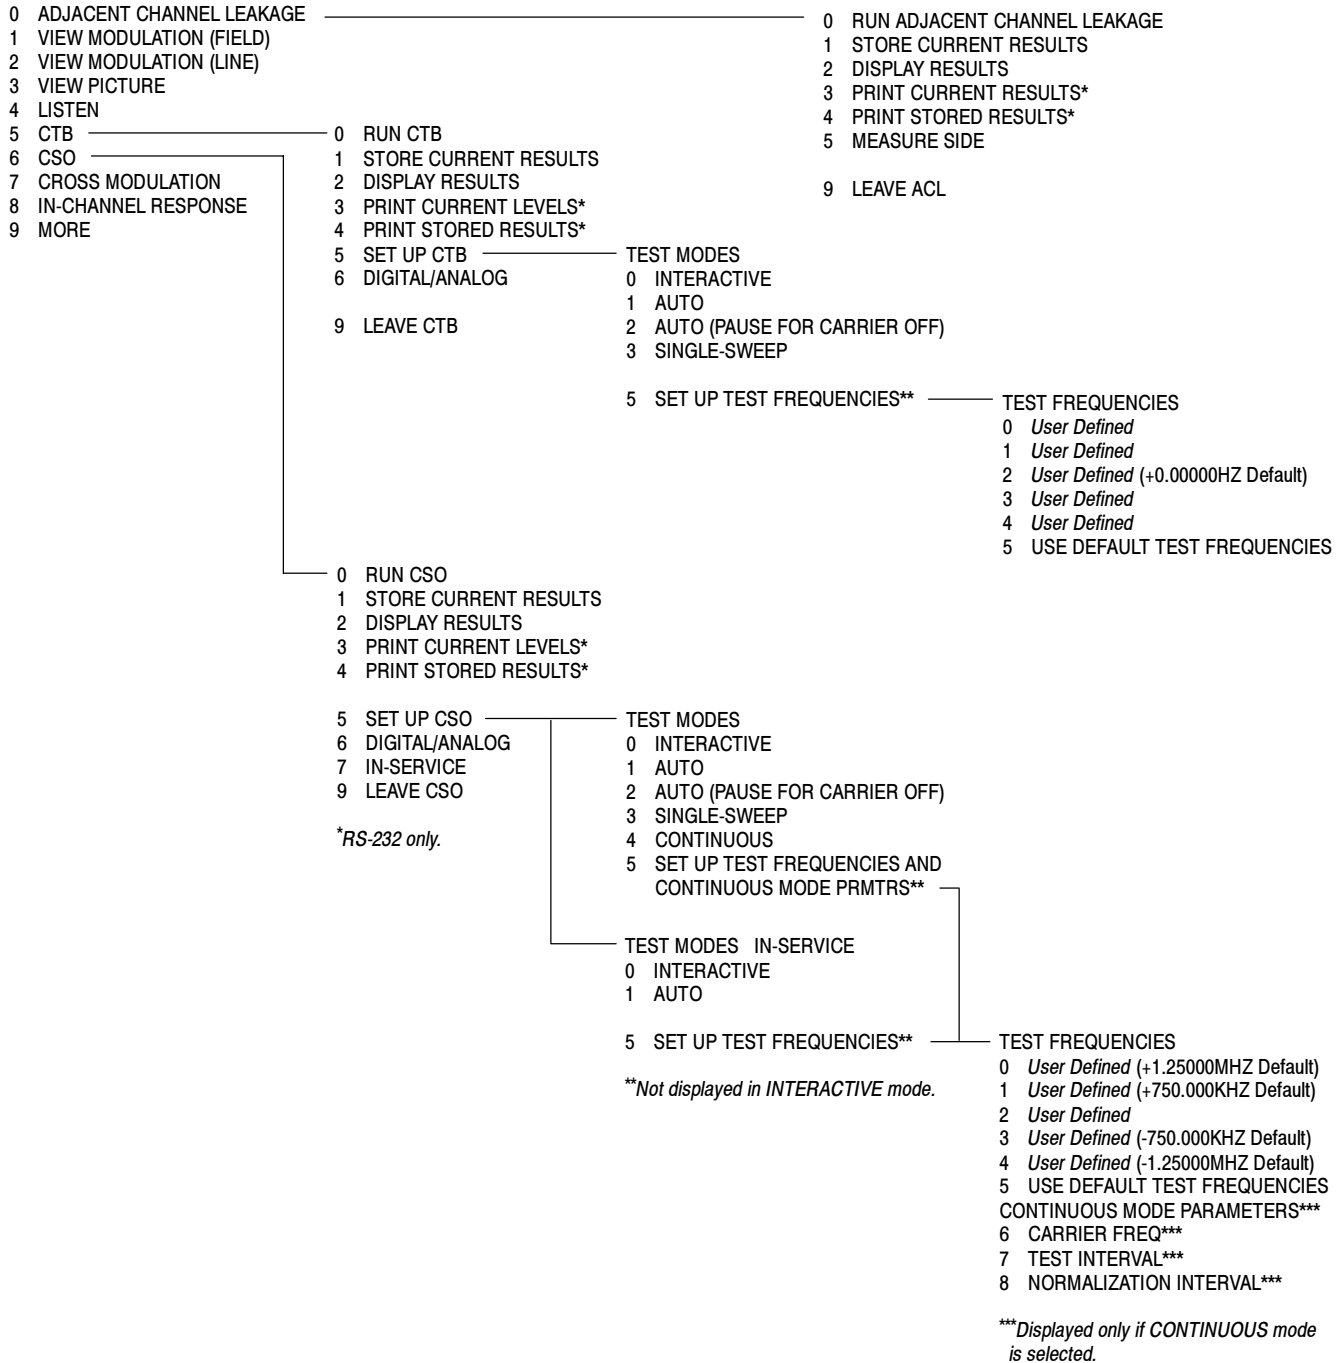 0 ADJACENT CHANNEL LEAKAGE
1 VIEW MODULATION (FIELD)
2 VIEW MODULATION (LINE)
3 VIEW PICTURE
4 LISTEN
5 CTB
6 CSO
7 CROSS MODULATION
8 IN-CHANNEL RESPONSE
9 MORE
0 RUN ADJACENT CHANNEL LEAKAGE
1 STORE CURRENT RESULTS
2 DISPLAY RESULTS
3 PRINT CURRENT RESULTS*
4 PRINT STORED RESULTS*
5 MEASURE SIDE
9 LEAVE ACL
0 RUN CTB
1 STORE CURRENT RESULTS
2 DISPLAY RESULTS
3 PRINT CURRENT LEVELS*
4 PRINT STORED RESULTS*
5 SET UP CTB
6 DIGITAL/ANALOG
9 LEAVE CTB
TEST MODES
0 INTERACTIVE
1 AUTO
2 AUTO (PAUSE FOR CARRIER OFF)
3 SINGLE-SWEEP
5 SET UP TEST FREQUENCIES**
TEST FREQUENCIES
0 User Defined
1 User Defined
2 User Defined (+0.00000HZ Default)
3 User Defined
4 User Defined
5 USE DEFAULT TEST FREQUENCIES
0 RUN CSO
1 STORE CURRENT RESULTS
2 DISPLAY RESULTS
3 PRINT CURRENT LEVELS*
4 PRINT STORED RESULTS*
5 SET UP CSO
6 DIGITAL/ANALOG
7 IN-SERVICE
9 LEAVE CSO
*RS-232 only.
TEST MODES
0 INTERACTIVE
1 AUTO
2 AUTO (PAUSE FOR CARRIER OFF)
3 SINGLE-SWEEP
4 CONTINUOUS
5 SET UP TEST FREQUENCIES AND
CONTINUOUS MODE PRMTRS**
TEST MODES IN-SERVICE
0 INTERACTIVE
1 AUTO
5 SET UP TEST FREQUENCIES**
**Not displayed in INTERACTIVE mode.
TEST FREQUENCIES
0 User Defined (+1.25000MHZ Default)
1 User Defined (+750.000KHZ Default)
2 User Defined
3 User Defined (-750.000KHZ Default)
4 User Defined (-1.25000MHZ Default)
5 USE DEFAULT TEST FREQUENCIES
CONTINUOUS MODE PARAMETERS***
6 CARRIER FREQ***
7 TEST INTERVAL***
8 NORMALIZATION INTERVAL***
***Displayed only if CONTINUOUS mode
is selected.